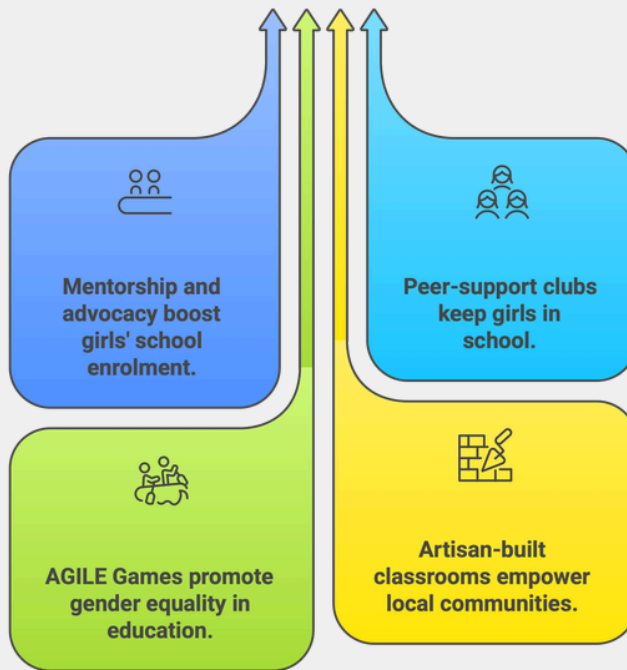 Mentorship and
advocacy boost
girls' school
enrolment.
Peer-support clubs
keep girls in
school.
AGILE Games promote
gender equality in
education.
Artisan-built
classrooms empower
local communities.